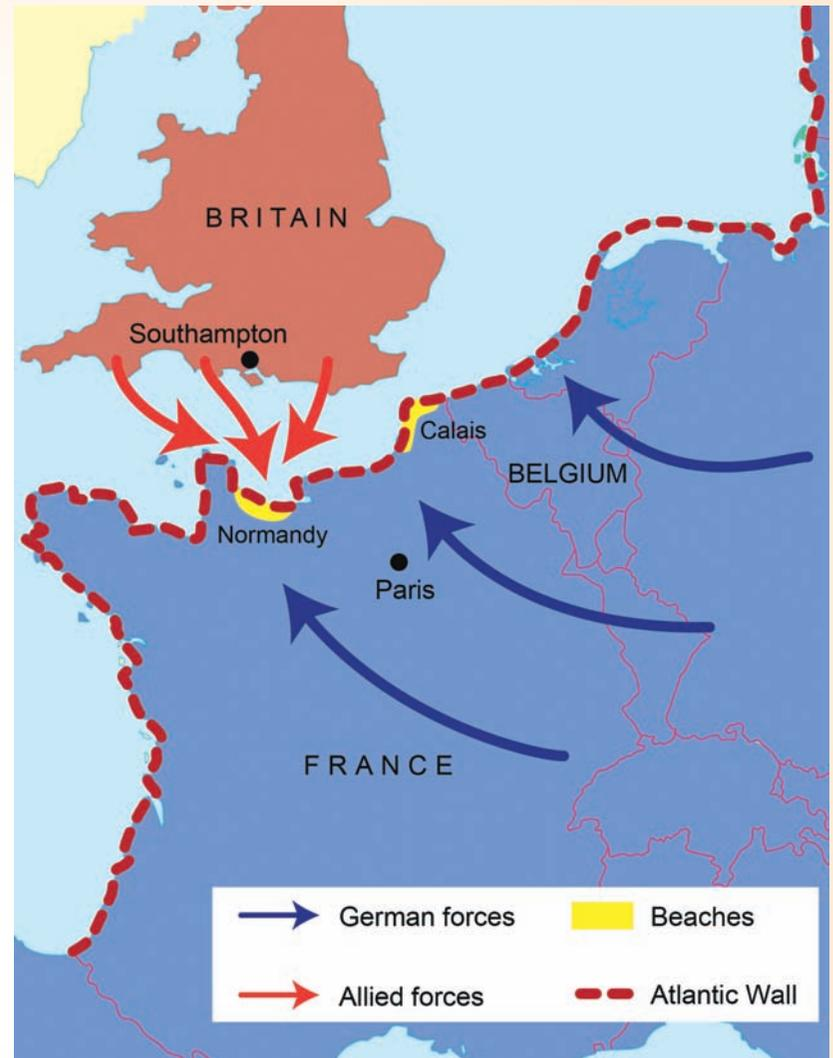 BRITAIN
Southampton
Calais
BELGIUM
Normandy
Paris
FRANCE
German forces
Beaches
Allied forces
Atlantic Wall